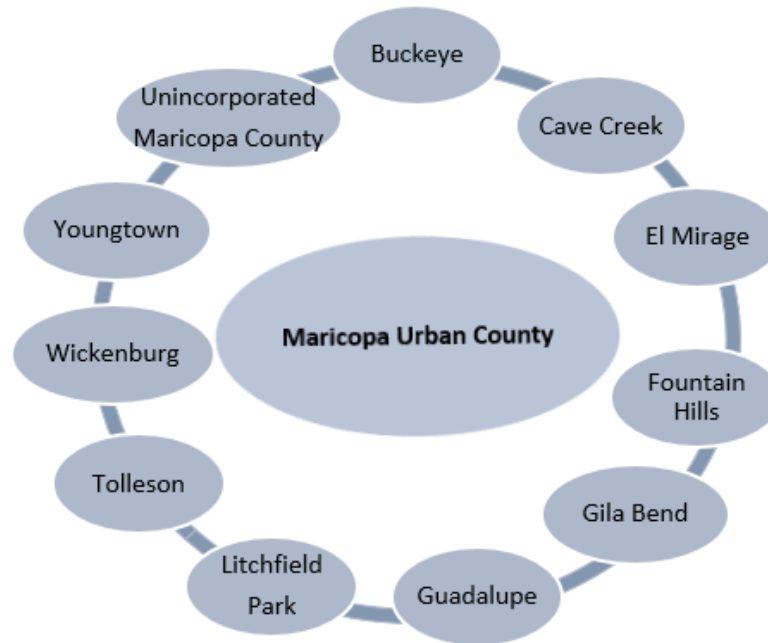 Buckeye
Cave Creek
El Mirage
Fountain
Hills
Gila Bend
Guadalupe
Litchfield
Park
Tolleson
Wickenburg
Youngtown
Unincorporated
Maricopa County
Maricopa Urban County